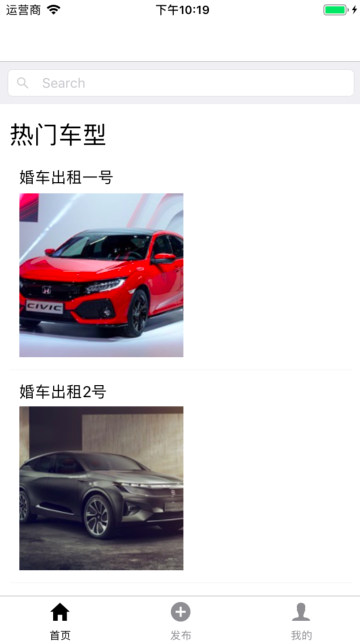 运营商 下午10:19
Search
热门车型
婚车出租一号
CIVIC
婚车出租2号
首页 发布 我的